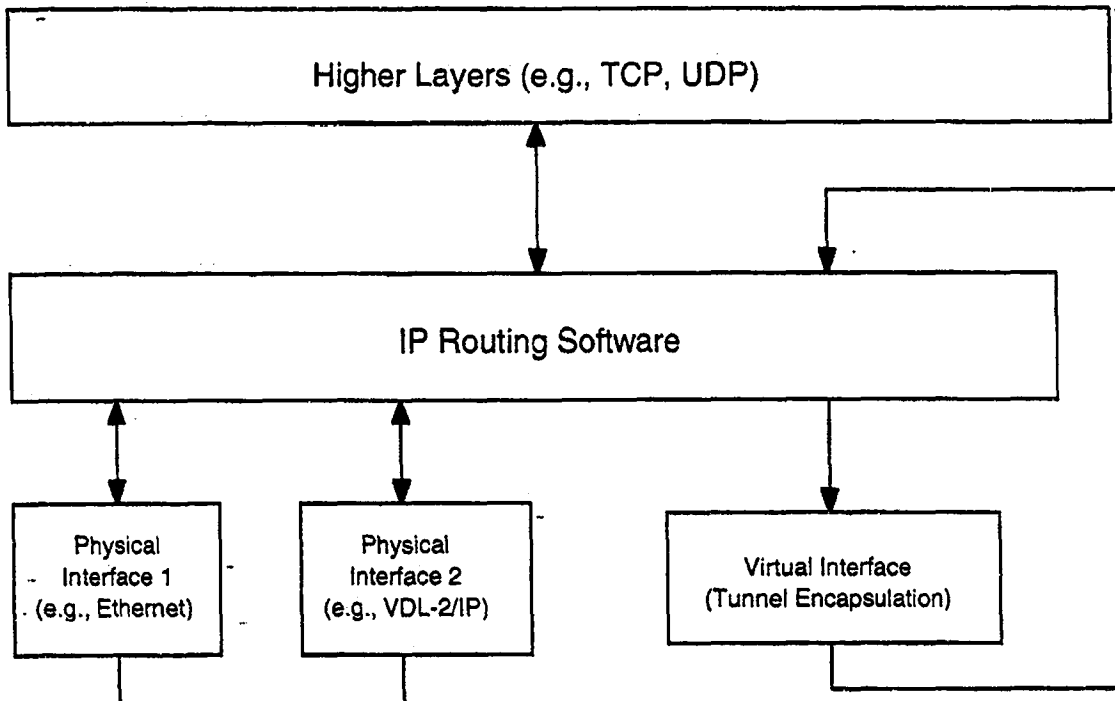 Higher Layers (e.g., TCP, UDP)
IP Routing Software
Physical
Interface 1
(e.g., Ethernet)
Physical
Interface 2
(e.g., VDL-2/IP)
Virtual Interface
(Tunnel Encapsulation)